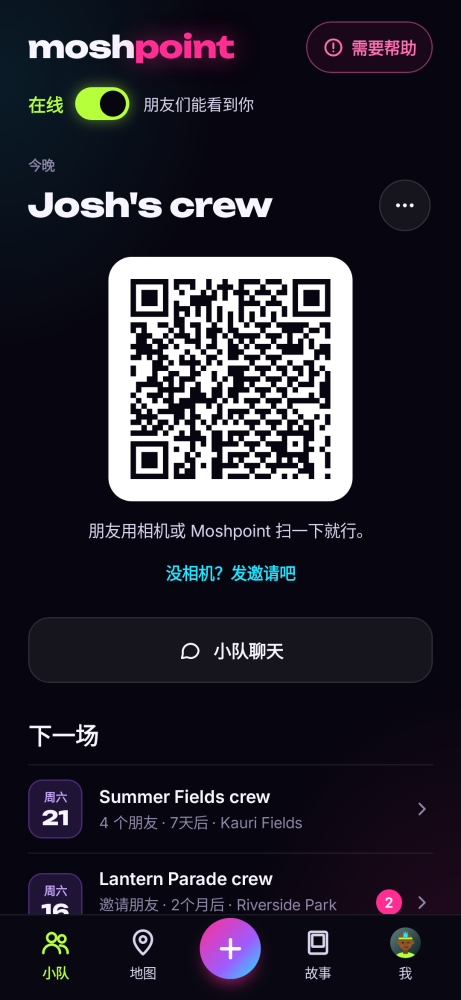 moshpoint
需要帮助
在线
朋友们能看到你
今晚
Josh's crew
朋友用相机或 Moshpoint 扫一下就行。
没相机？发邀请吧
小队聊天
下一场
周六
21
Summer Fields crew
4 个朋友 · 7天后 · Kauri Fields
周六
16
Lantern Parade crew
邀请朋友 · 2个月后 · Riverside Park
2
小队
地图
故事
我